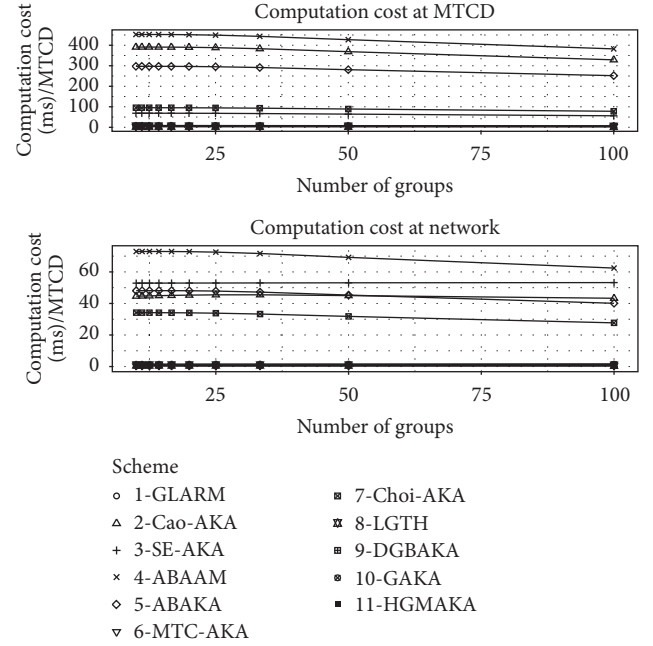 Computation cost at MTCD
Computation cost
(ms)/MTCD
400
300
200
100
0
25 50 75 100
Number of groups
Computation cost at network
Computation cost
(ms)/MTCD
60
40
20
0
25 50 75 100
Number of groups
Scheme
1-GLARM
2-Cao-AKA
3-SE-AKA
4-ABAAM
5-ABAKA
6-MTC-AKA
7-Choi-AKA
8-LGTH
9-DGBAKA
10-GAKA
11-HGMAKA